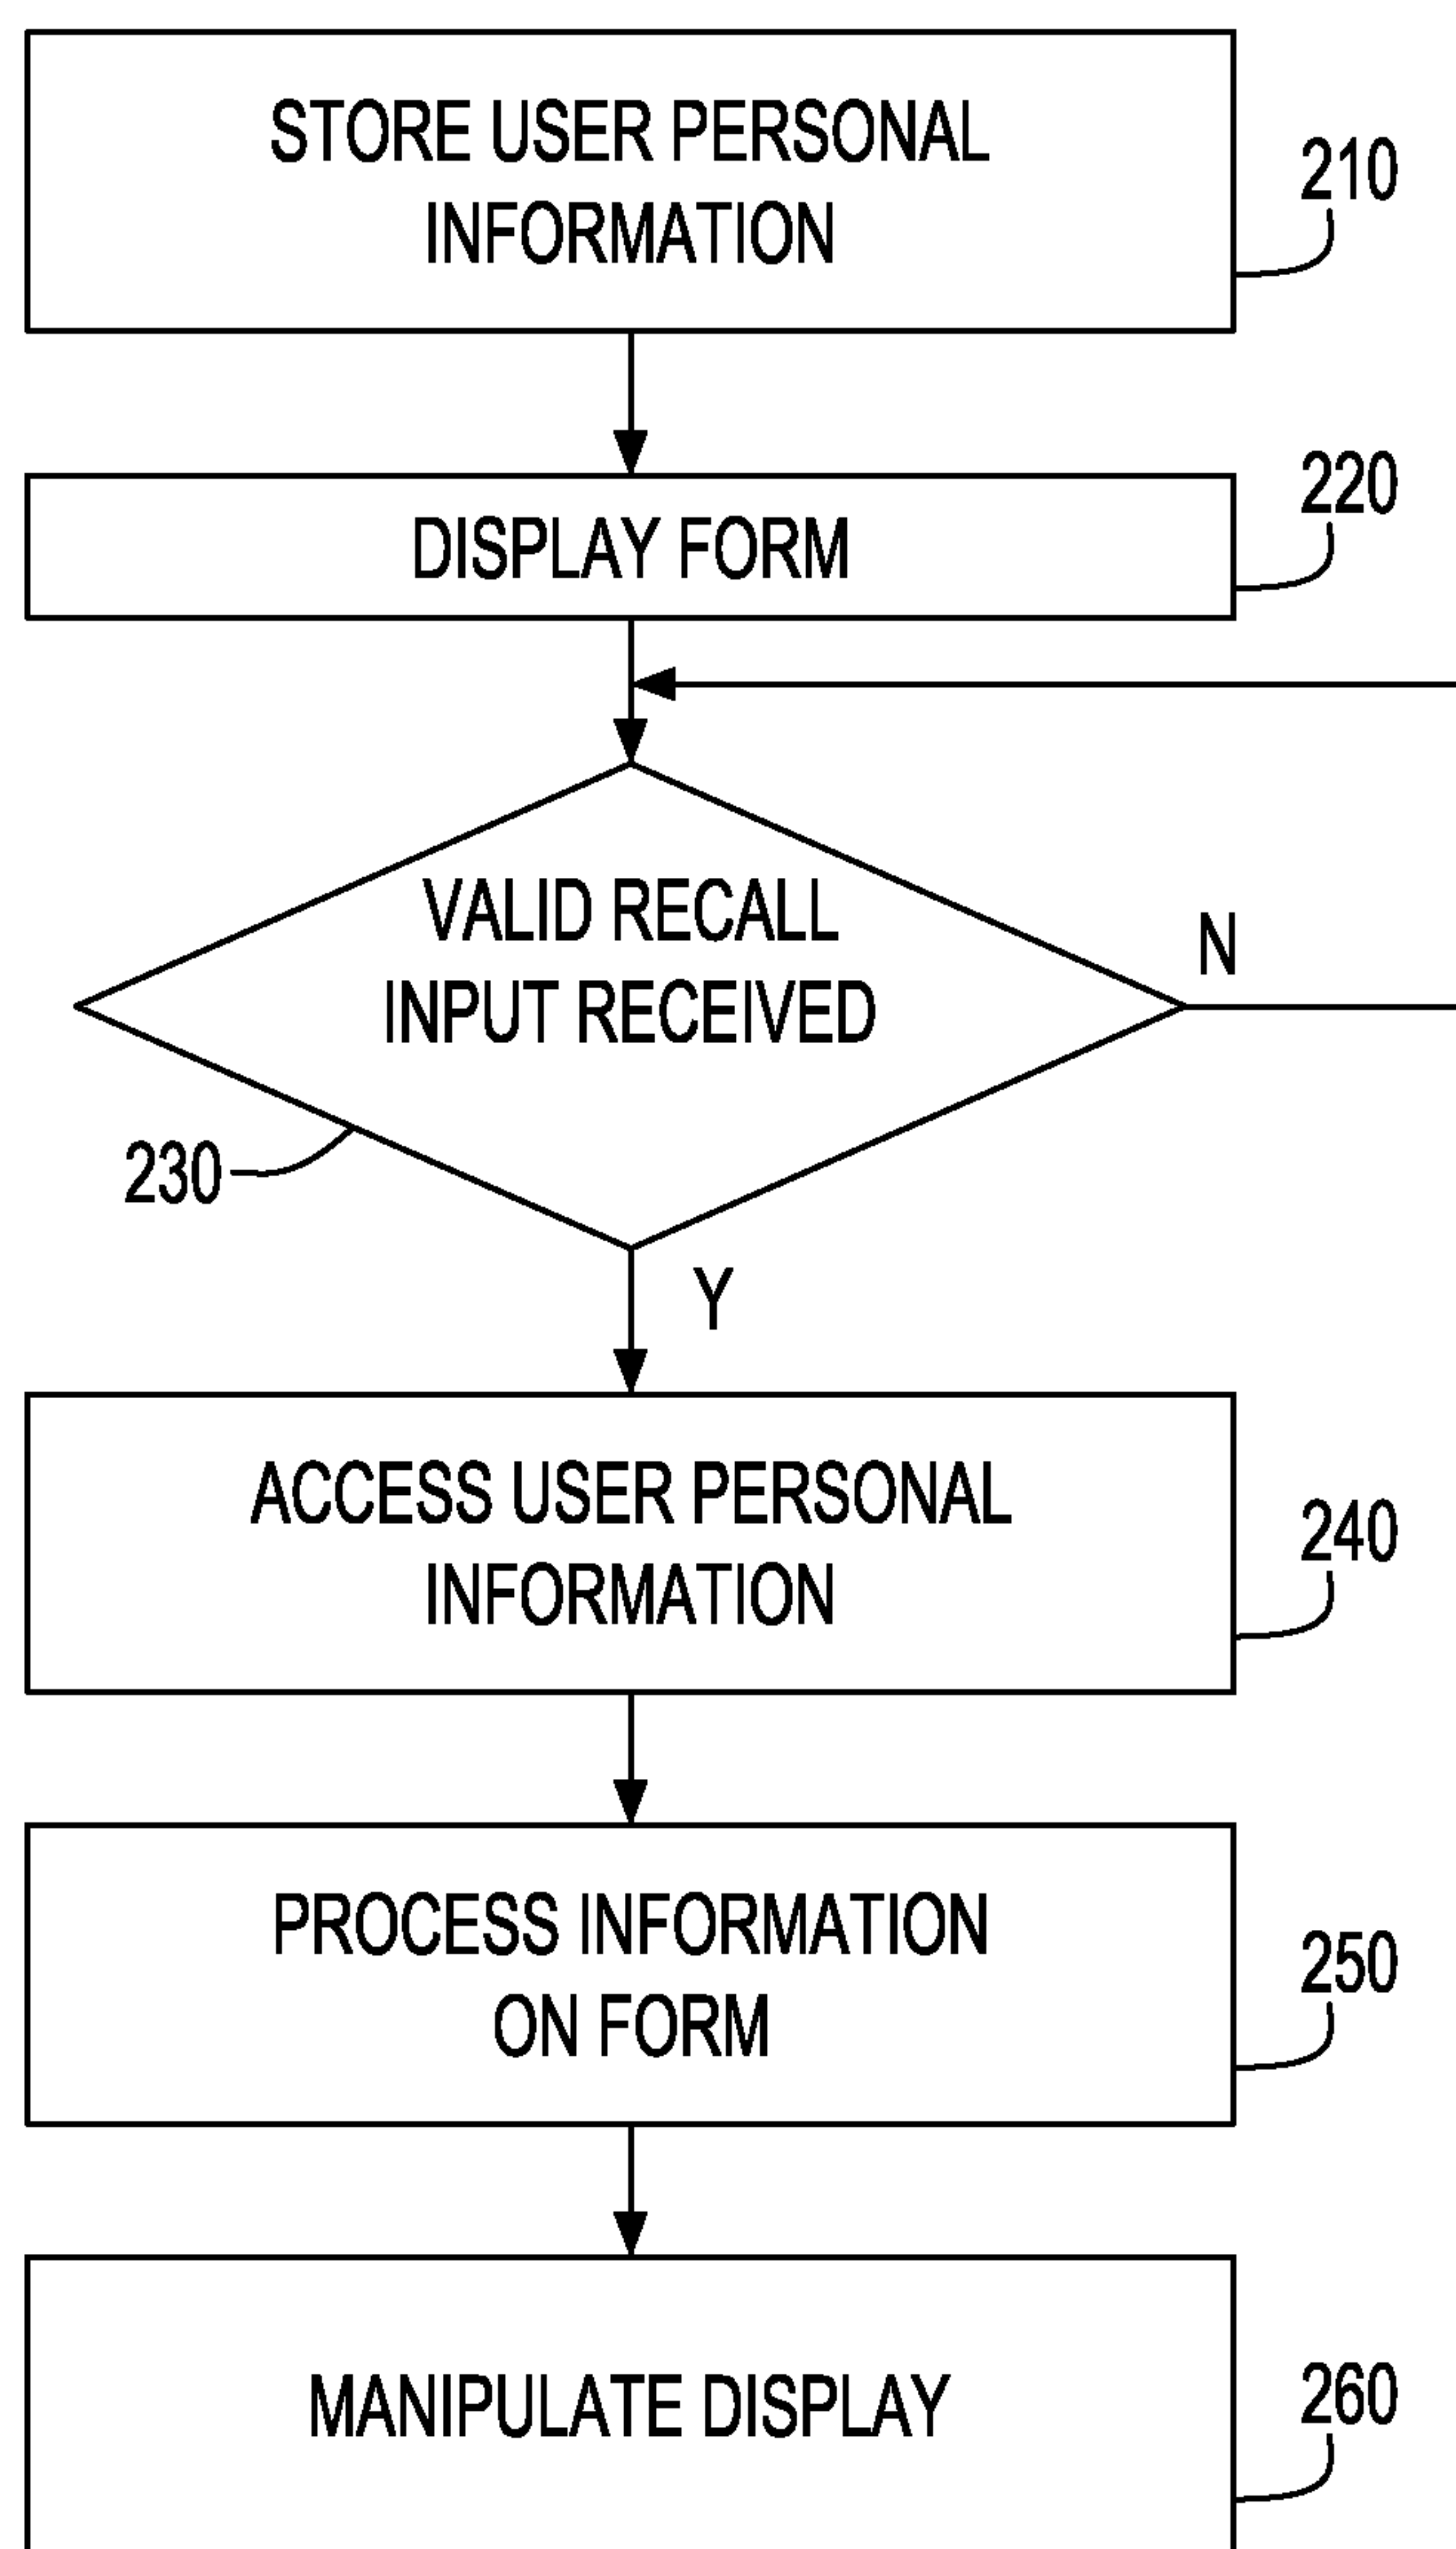 STORE USER PERSONAL
INFORMATION
210
DISPLAY FORM
220
VALID RECALL
INPUT RECEIVED
N
230
Y
ACCESS USER PERSONAL
INFORMATION
240
PROCESS INFORMATION
ON FORM
250
MANIPULATE DISPLAY
260